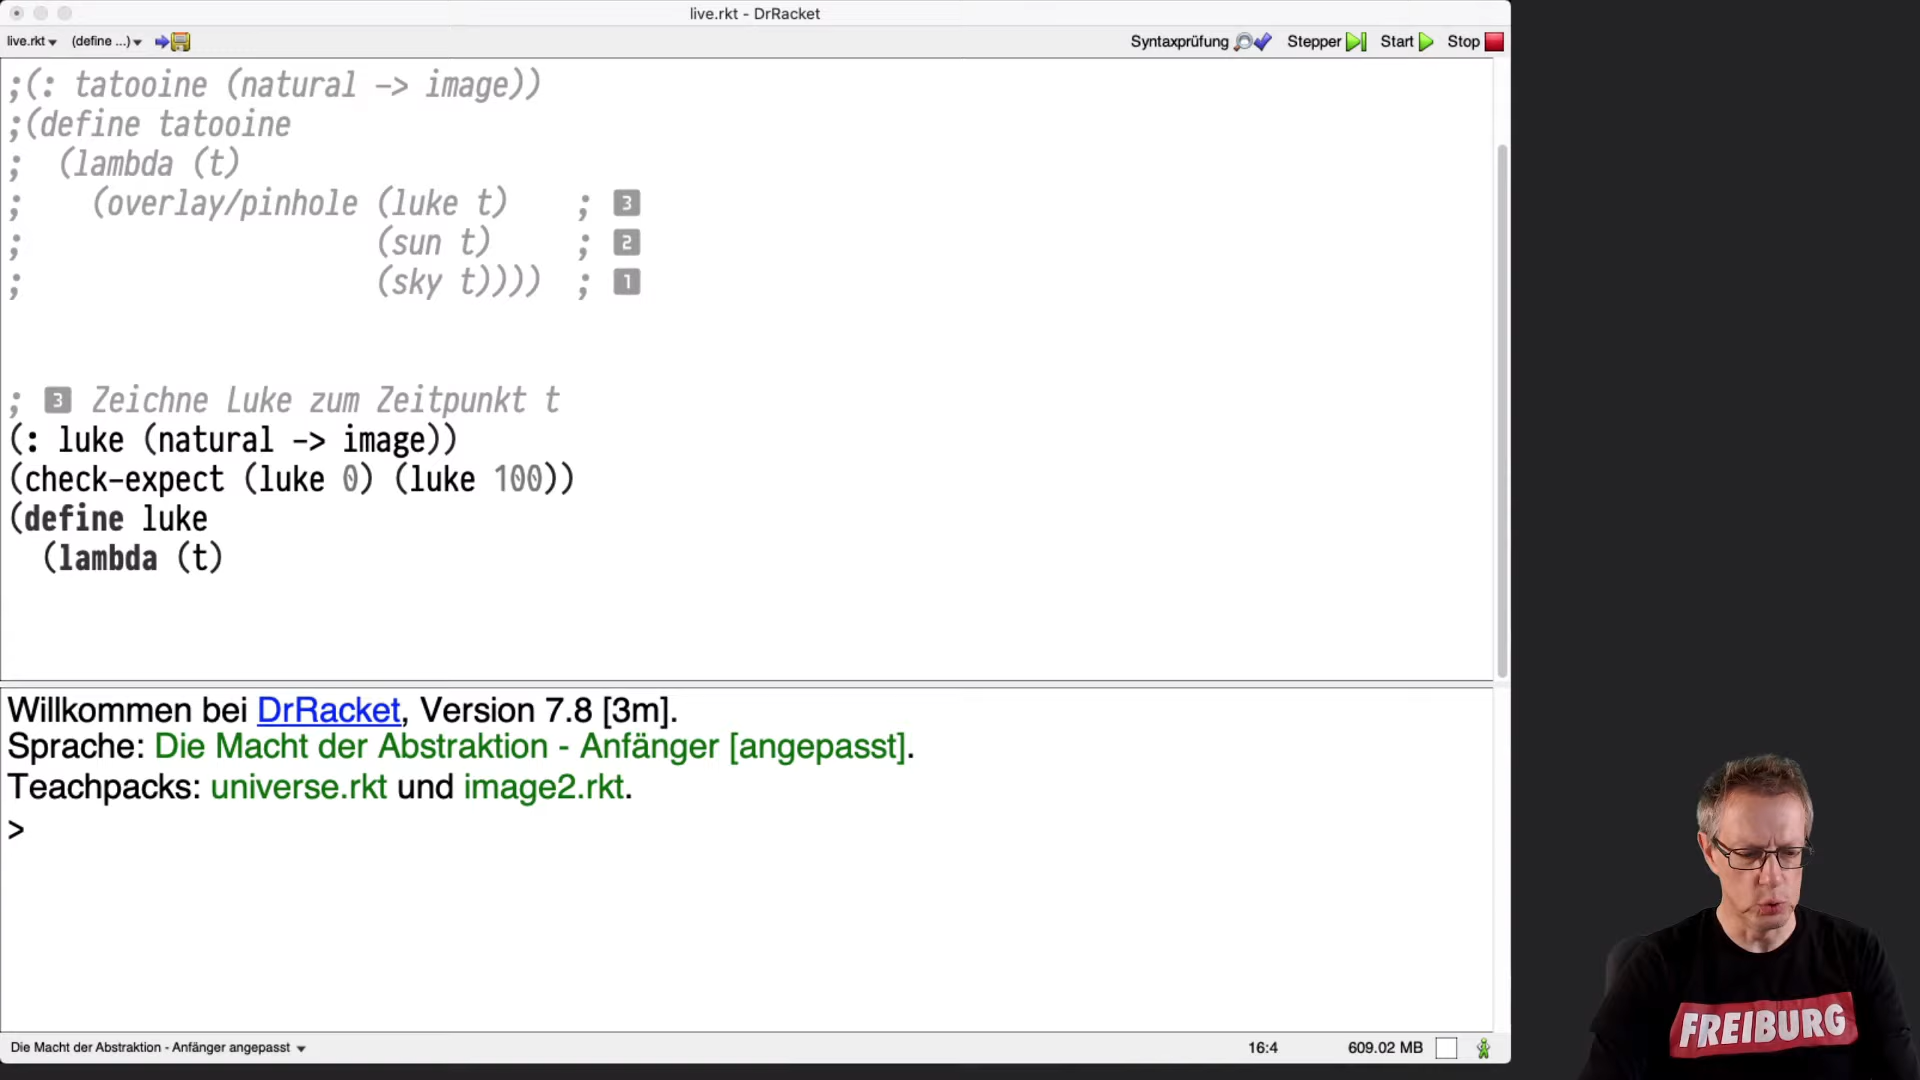 live.rkt - DrRacket
live.rkt (define ...) Syntaxprüfung Stepper Start Stop
;(: tatooine (natural -> image))
;(define tatooine
;  (lambda (t)
;    (overlay/pinhole (luke t)    ; 3
;                     (sun t)     ; 2
;                     (sky t))))  ; 1
; 3 Zeichne Luke zum Zeitpunkt t
(: luke (natural -> image))
(check-expect (luke 0) (luke 100))
(define luke
  (lambda (t)
Willkommen bei DrRacket, Version 7.8 [3m].
Sprache: Die Macht der Abstraktion - Anfänger [angepasst].
Teachpacks: universe.rkt und image2.rkt.
>
Die Macht der Abstraktion - Anfänger angepasst 16:4 609.02 MB
FREIBURG